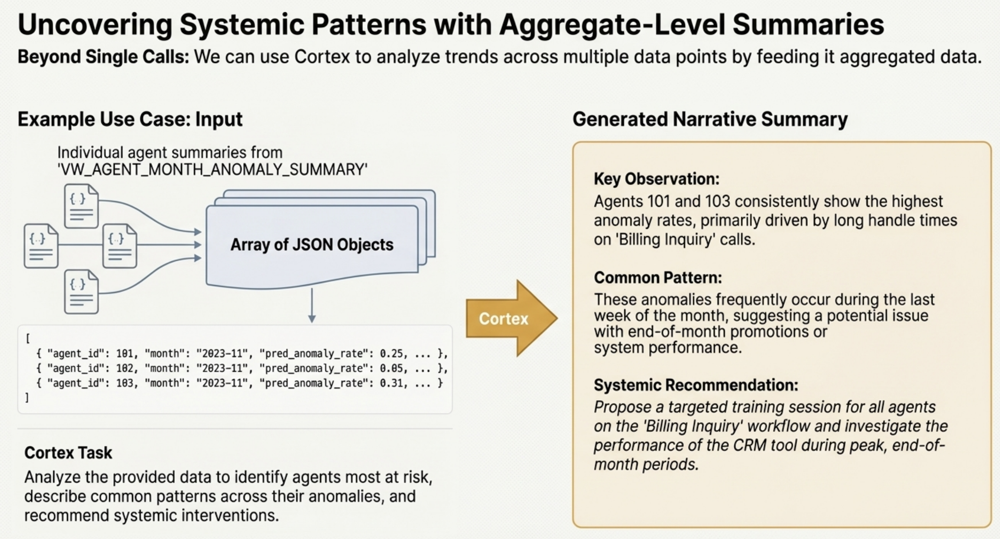 Uncovering Systemic Patterns with Aggregate-Level Summaries
Beyond Single Calls: We can use Cortex to analyze trends across multiple data points by feeding it aggregated data.
Example Use Case: Input
Individual agent summaries from
'VW_AGENT_MONTH_ANOMALY_SUMMARY'
{..}
{..}
{..}
{..}
Array of JSON Objects
[
{ "agent_id": 101, "month": "2023-11", "pred_anomaly_rate": 0.25, ... },
{ "agent_id": 102, "month": "2023-11", "pred_anomaly_rate": 0.05, ... },
{ "agent_id": 103, "month": "2023-11", "pred_anomaly_rate": 0.31, ... }
]
Cortex Task
Analyze the provided data to identify agents most at risk,
describe common patterns across their anomalies, and
recommend systemic interventions.
Cortex
Generated Narrative Summary
Key Observation:
Agents 101 and 103 consistently show the highest
anomaly rates, primarily driven by long handle times
on 'Billing Inquiry' calls.
Common Pattern:
These anomalies frequently occur during the last
week of the month, suggesting a potential issue
with end-of-month promotions or
system performance.
Systemic Recommendation:
Propose a targeted training session for all agents
on the 'Billing Inquiry' workflow and investigate the
performance of the CRM tool during peak, end-of-
month periods.